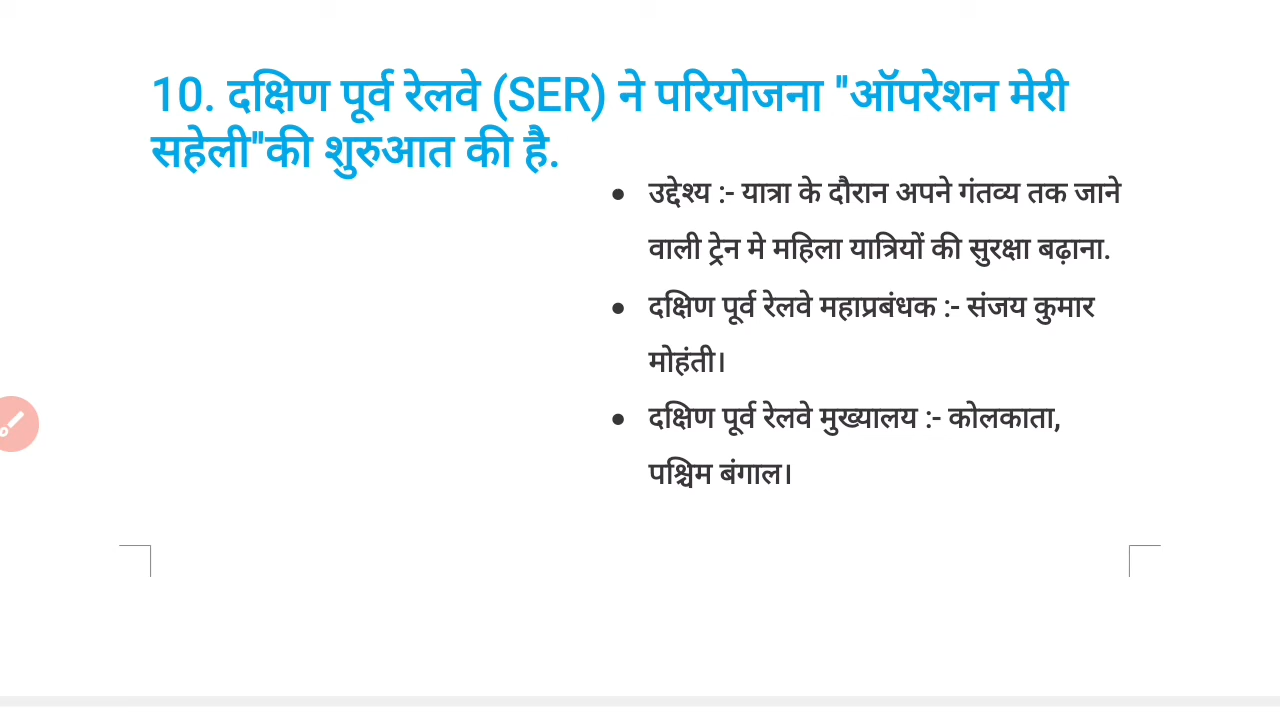 10. दक्षिण पूर्व रेलवे (SER) ने परियोजना "ऑपरेशन मेरी
सहेली"की शुरुआत की है.
• उद्देश्य :- यात्रा के दौरान अपने गंतव्य तक जाने
वाली ट्रेन मे महिला यात्रियों की सुरक्षा बढ़ाना.
• दक्षिण पूर्व रेलवे महाप्रबंधक :- संजय कुमार
मोहंती।
• दक्षिण पूर्व रेलवे मुख्यालय :- कोलकाता,
पश्चिम बंगाल।